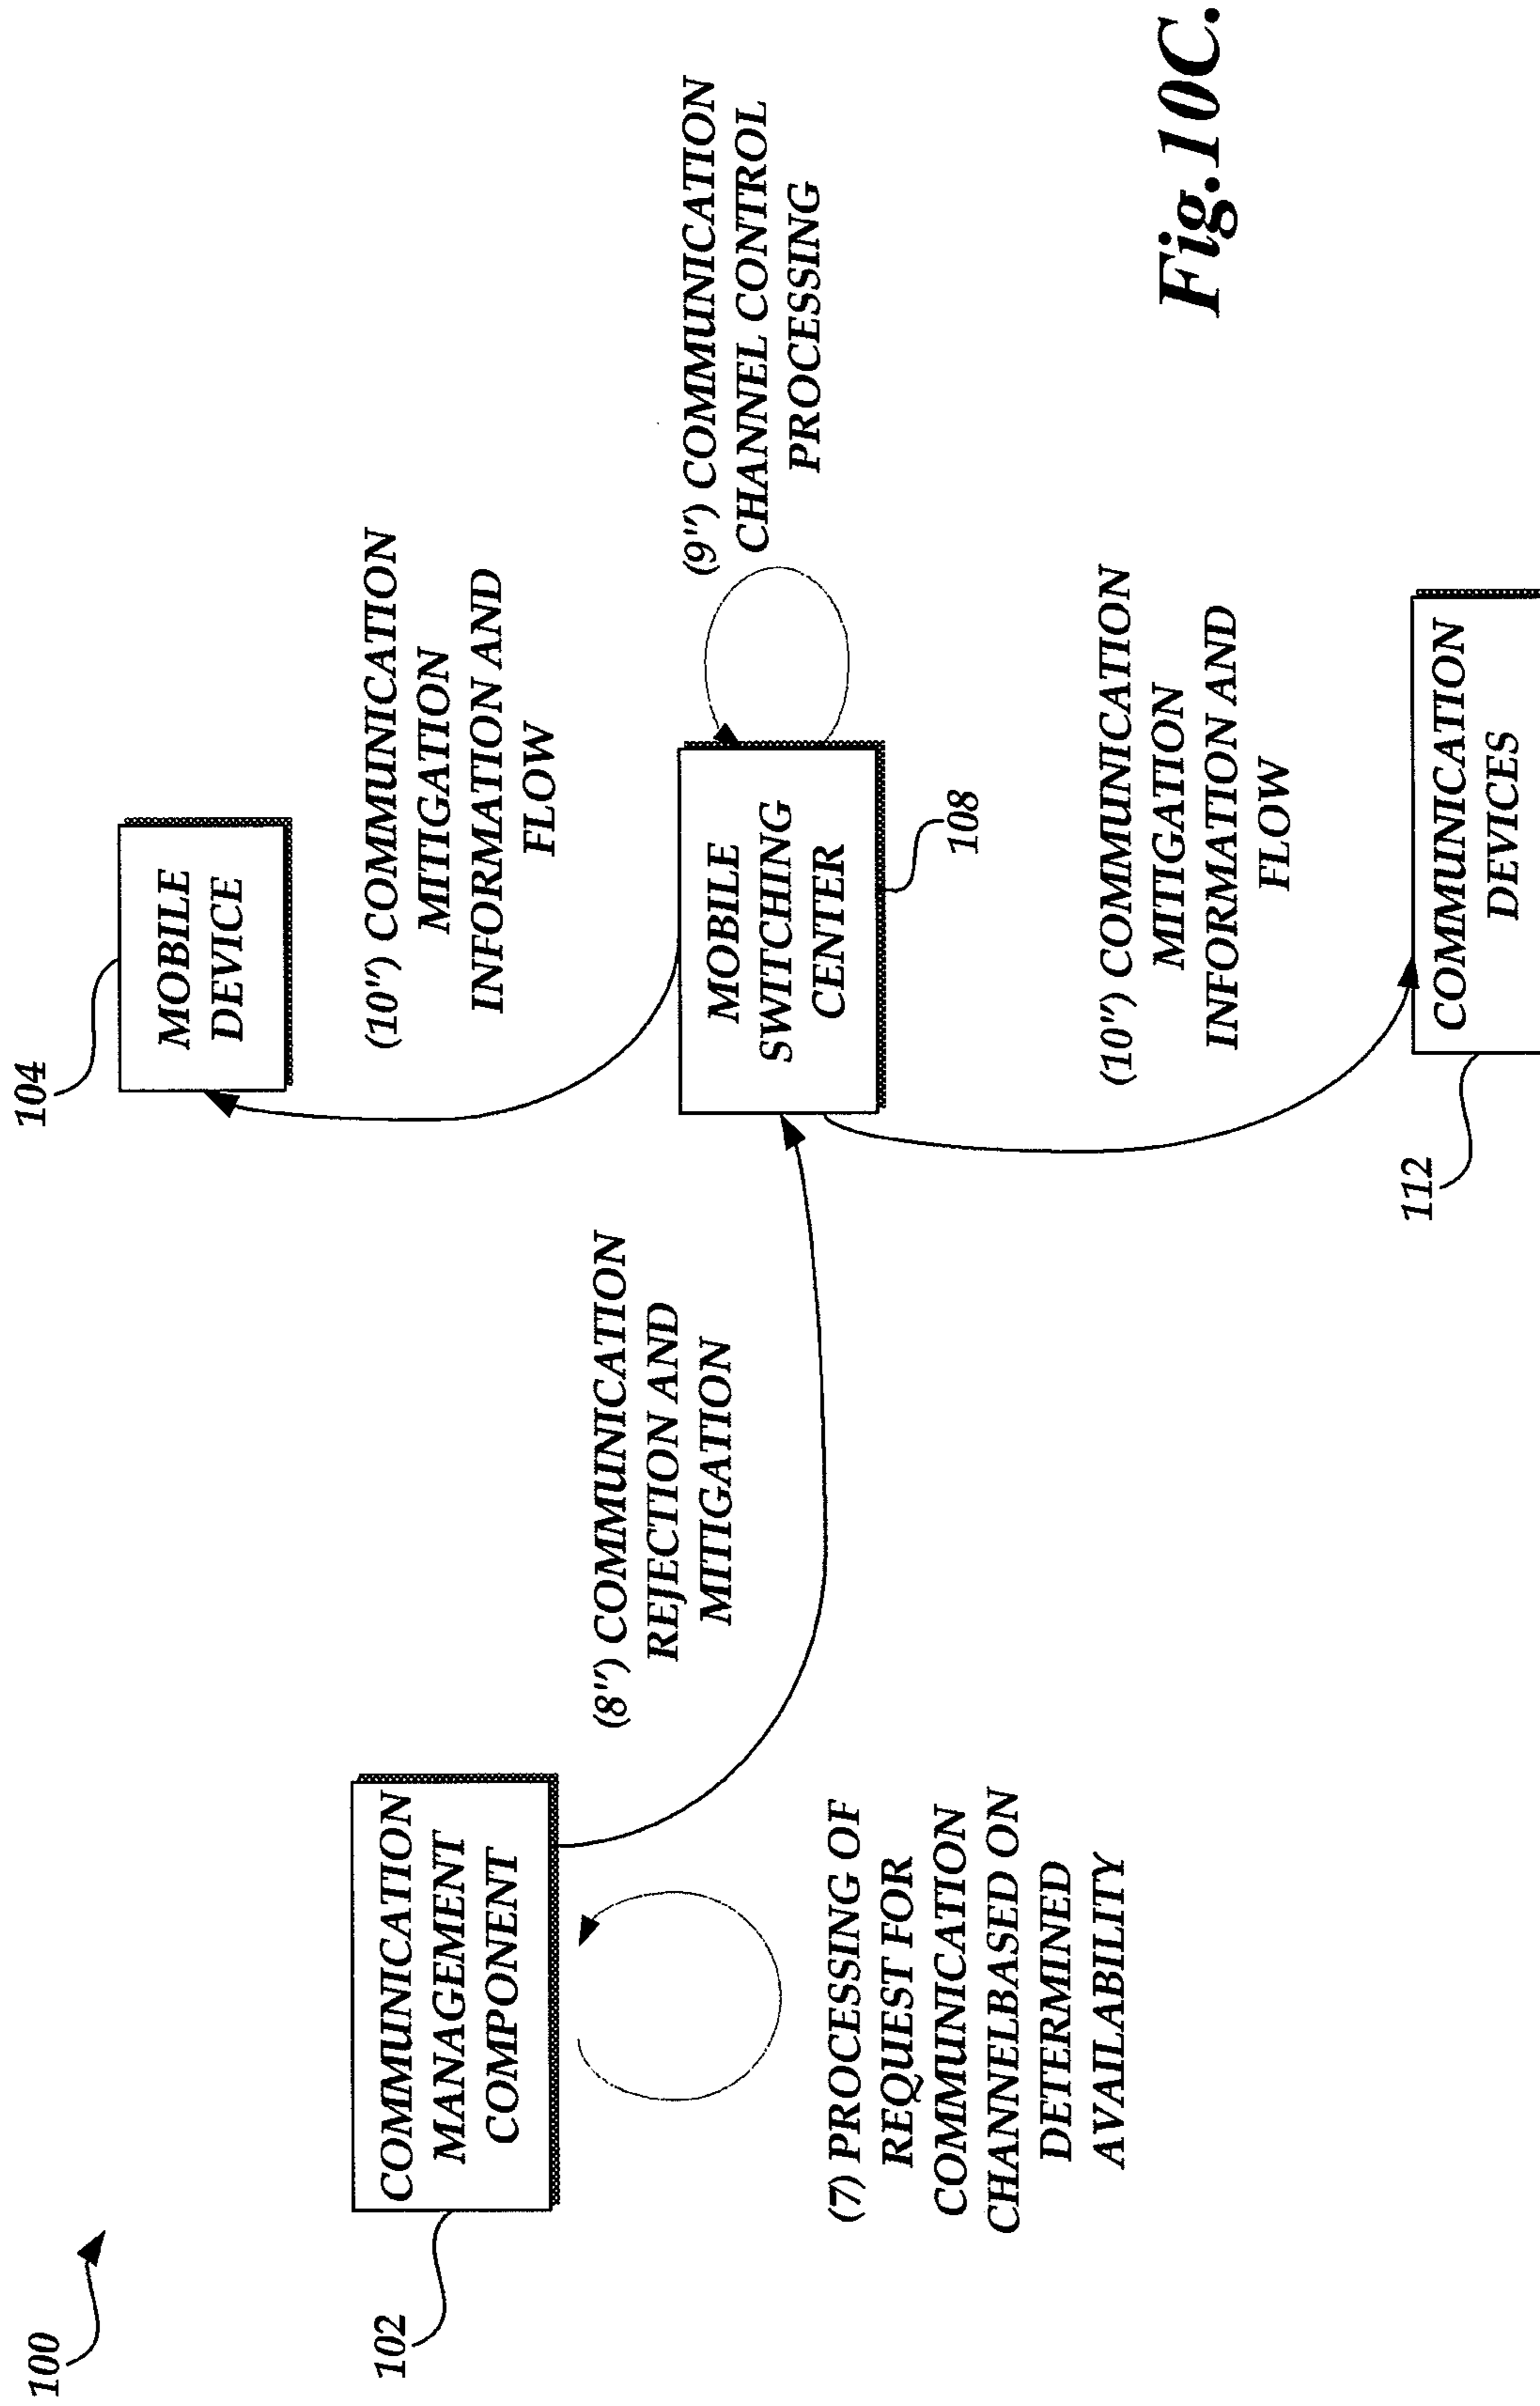 100
104
MOBILE
DEVICE
(10") COMMUNICATION
MITIGATION
INFORMATION AND
FLOW
102
COMMUNICATION
MANAGEMENT
COMPONENT
(8") COMMUNICATION
REJECTION AND
MITIGATION
MOBILE
SWITCHING
CENTER
108
(9") COMMUNICATION
CHANNEL CONTROL
PROCESSING
(7) PROCESSING OF
REQUEST FOR
COMMUNICATION
CHANNELBASED ON
DETERMINED
AVAILABILITY
(10") COMMUNICATION
MITIGATION
INFORMATION AND
FLOW
112
COMMUNICATION
DEVICES
Fig.10C.